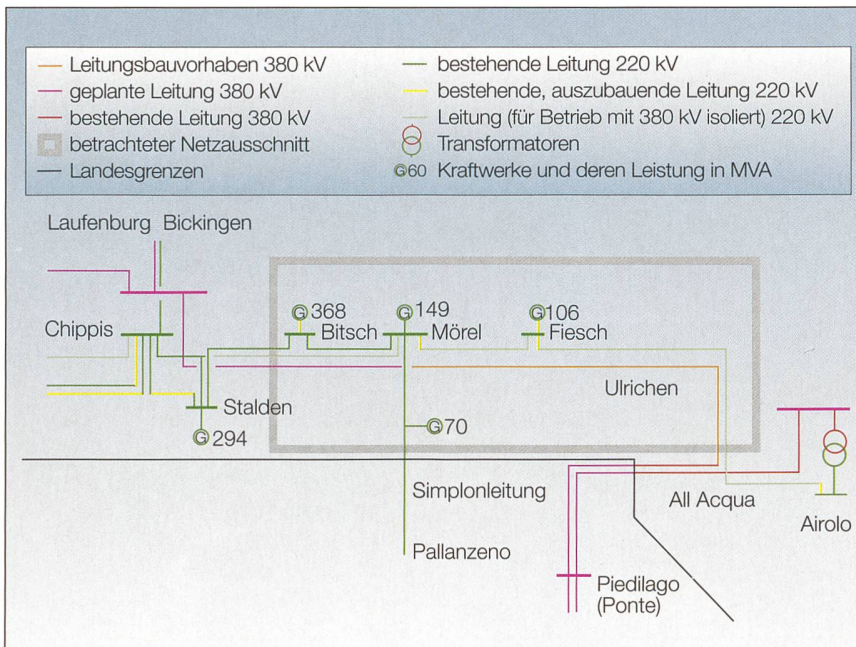 Leitungsbauvorhaben 380 kV
geplante Leitung 380 kV
bestehende Leitung 380 kV
betrachteter Netzausschnitt
Landesgrenzen
bestehende Leitung 220 kV
bestehende, auszubauende Leitung 220 kV
Leitung (für Betrieb mit 380 kV isoliert) 220 kV
Transformatoren
G60 Kraftwerke und deren Leistung in MVA
Laufenburg Bickingen
G 368
G 149
G 106
Chippis
Bitsch
Mörel
Fiesch
Ulrichen
Stalden
G 294
G 70
Simplonleitung
All Acqua
Airolo
Pallanzeno
Piedilago
(Ponte)